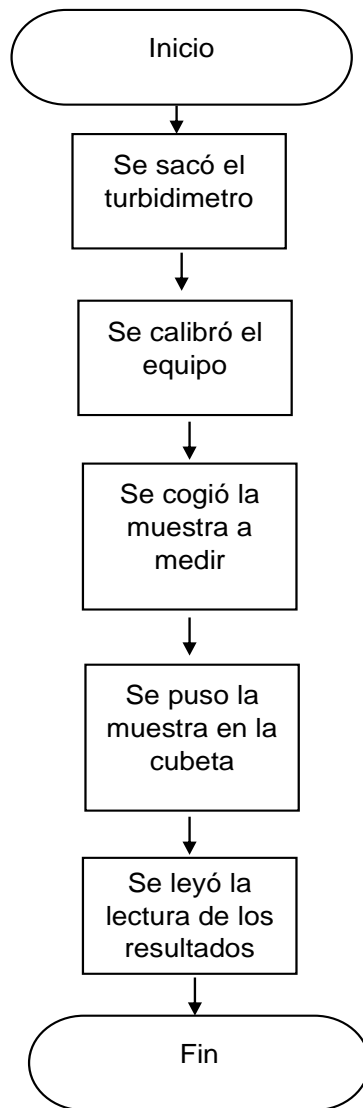 Inicio
Se sacó el
turbidimetro
Se calibró el
equipo
Se cogió la
muestra a
medir
Se puso la
muestra en la
cubeta
Se leyó la
lectura de los
resultados
Fin